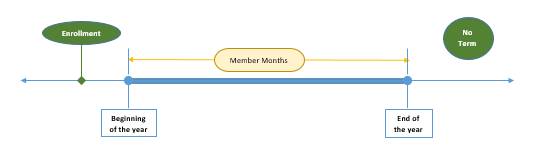 Enrollment
No
Term
Member Months
Beginning
of the year
End of
the year